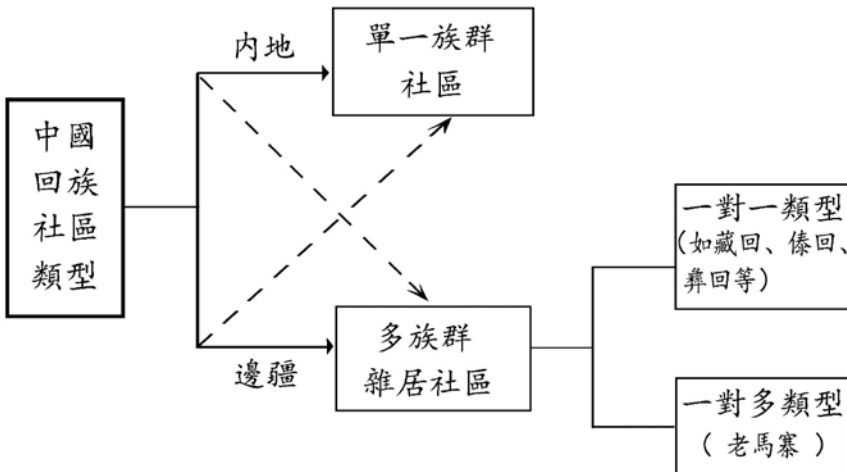 中國
回族
社區
類型
内地
單一族群
社區
邊疆
多族群
雜居社區
一對一類型
(如藏回、傣回、
彝回等)
一對多類型
( 老馬寨 )